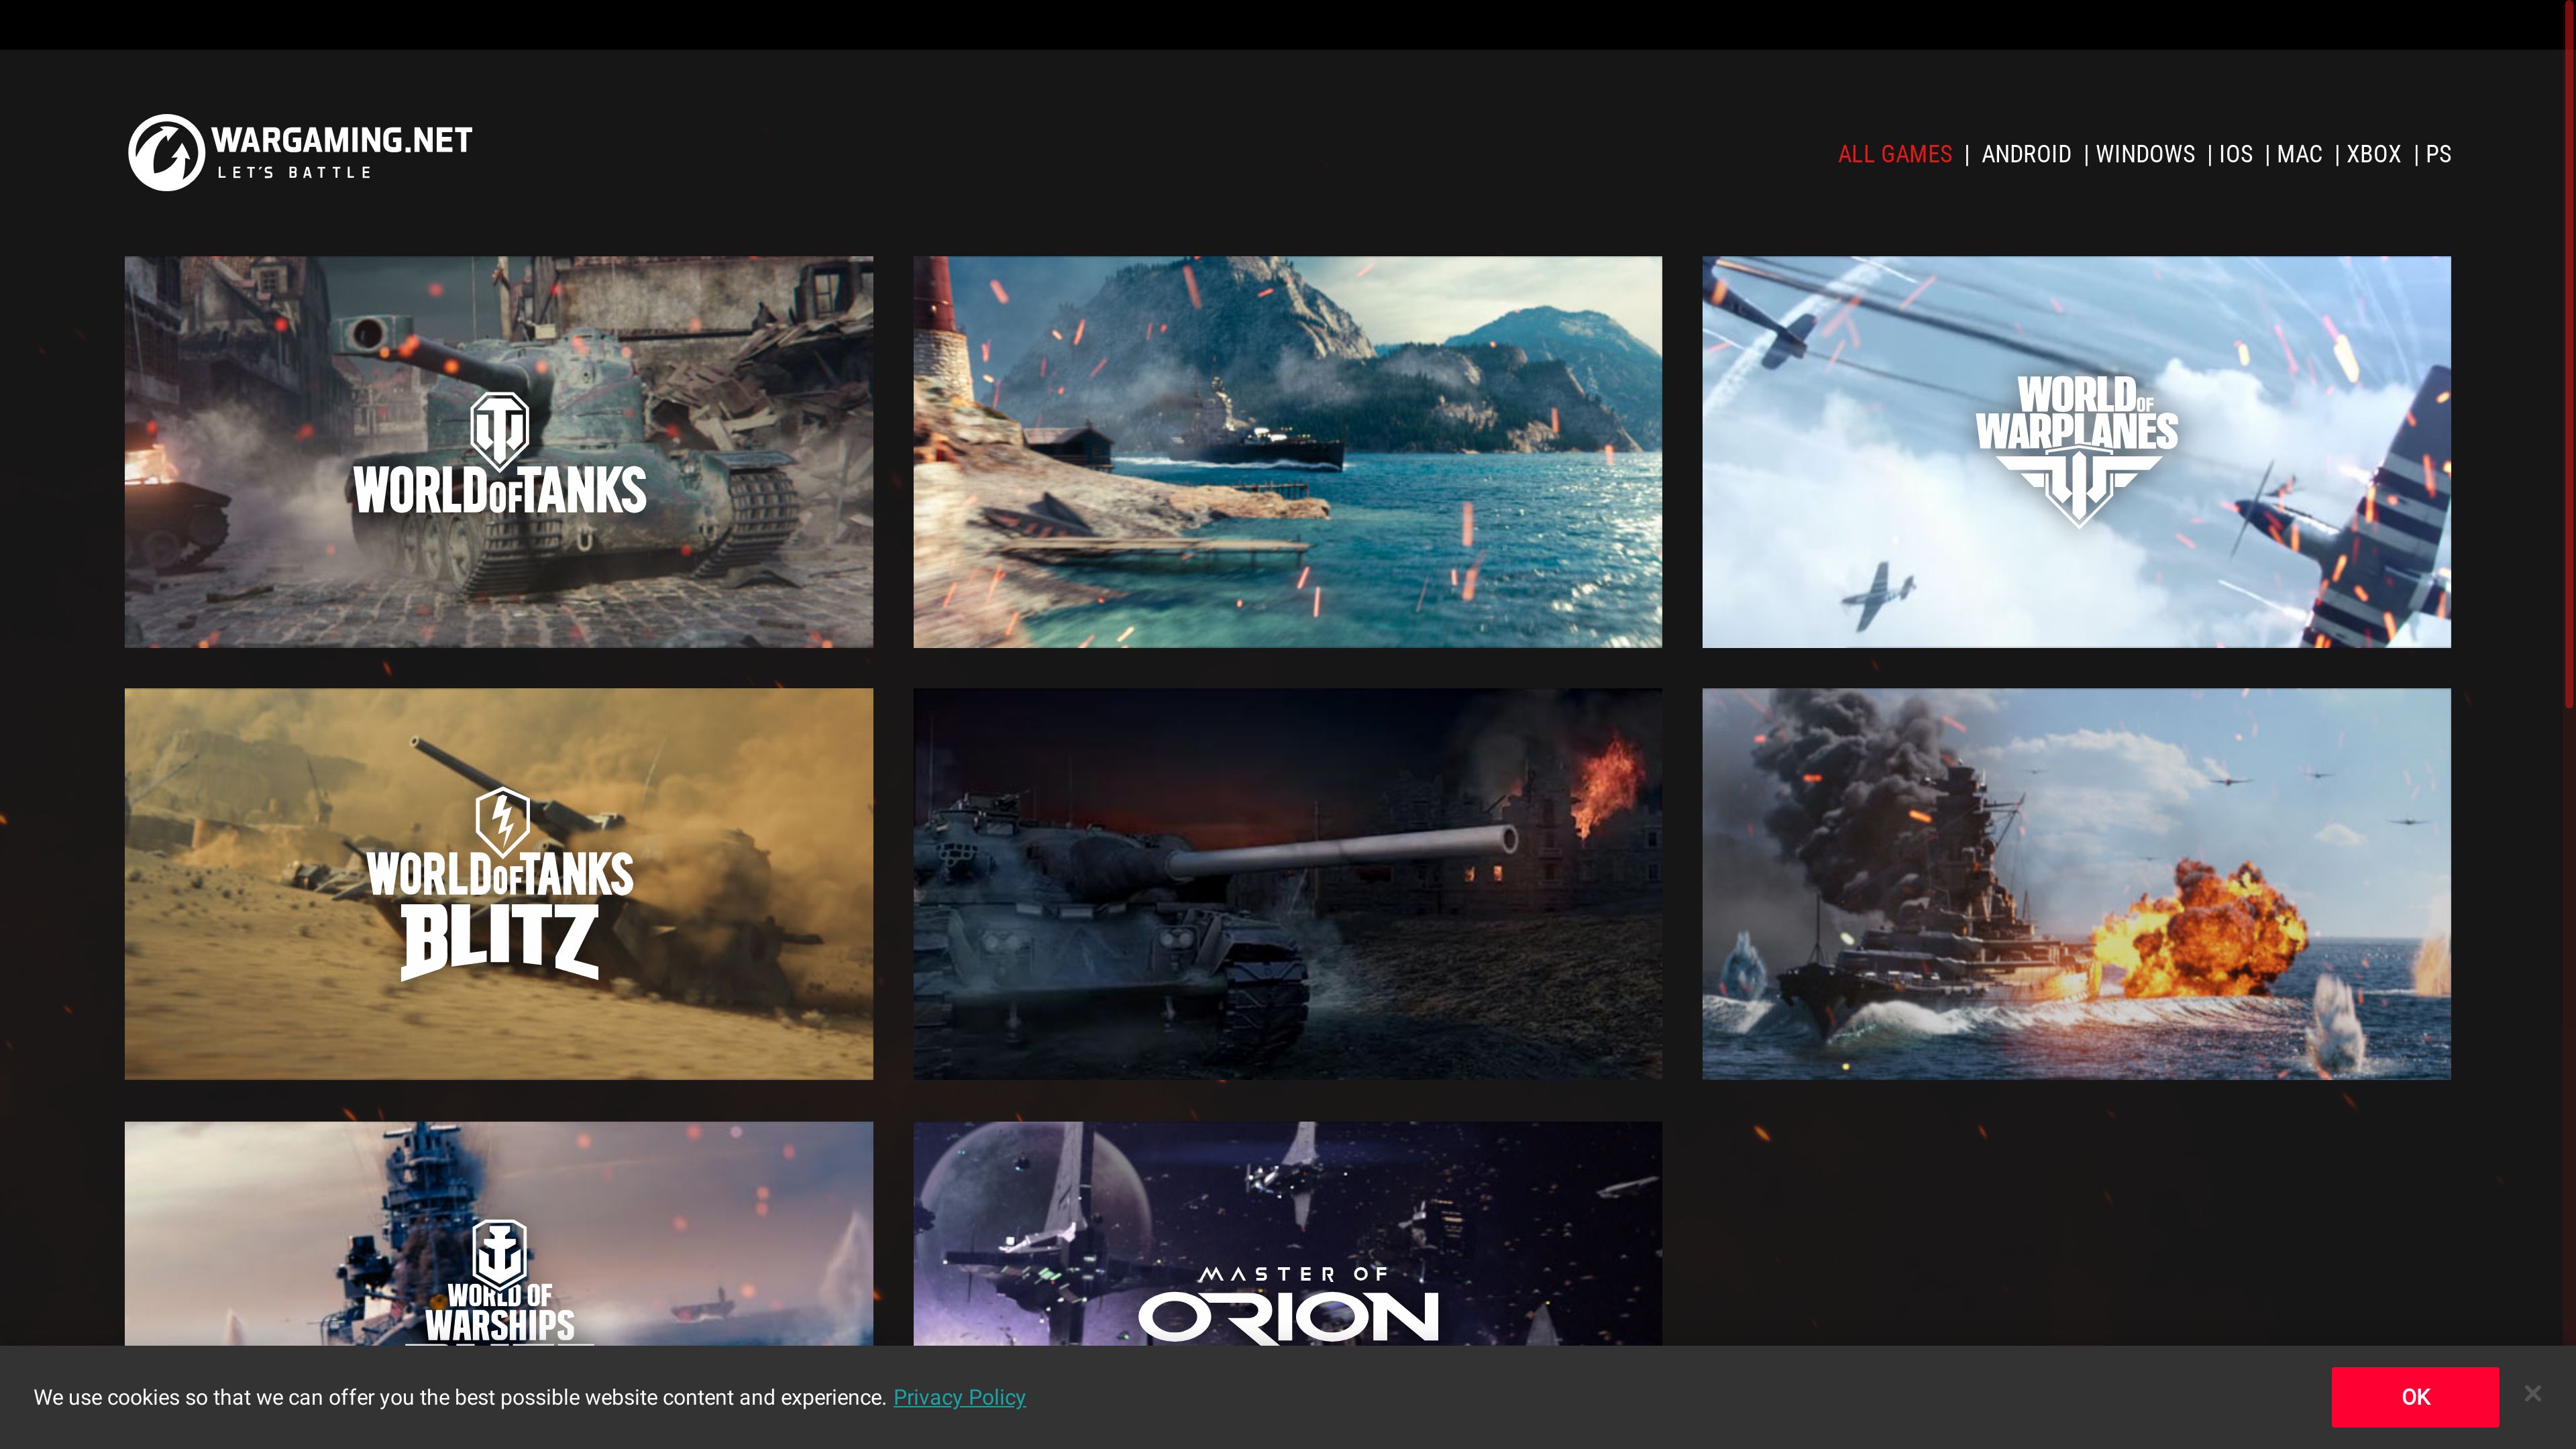 WARGAMING.NET
LET'S BATTLE
ALL GAMES | ANDROID | WINDOWS | IOS | MAC | XBOX | PS
WORLD OF TANKS
WORLD OF
WARPLANES
WORLD OF TANKS
BLITZ
WORLD OF
WARSHIPS
MASTER OF
ORION
We use cookies so that we can offer you the best possible website content and experience. Privacy Policy
OK